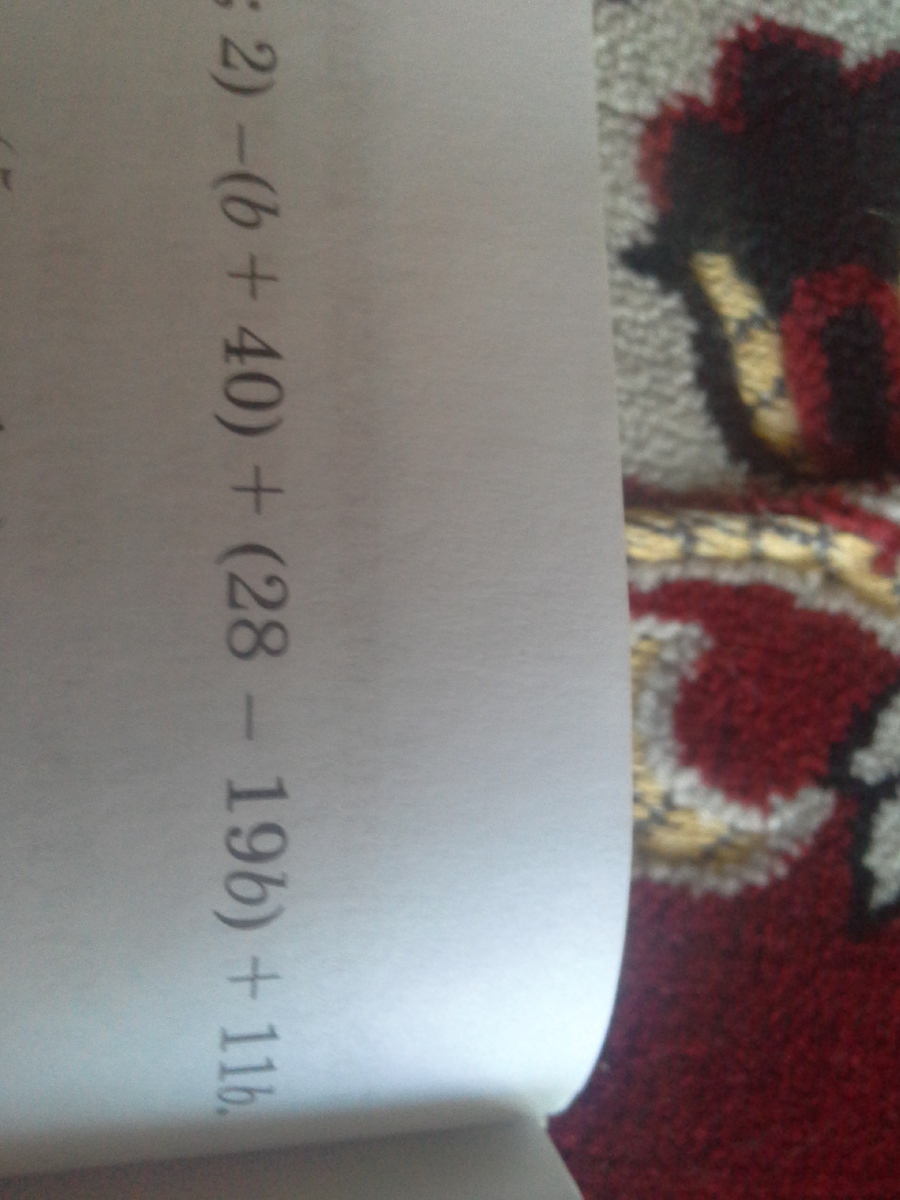 ; 2) –(b + 40) + (28 – 19b) + 11b.